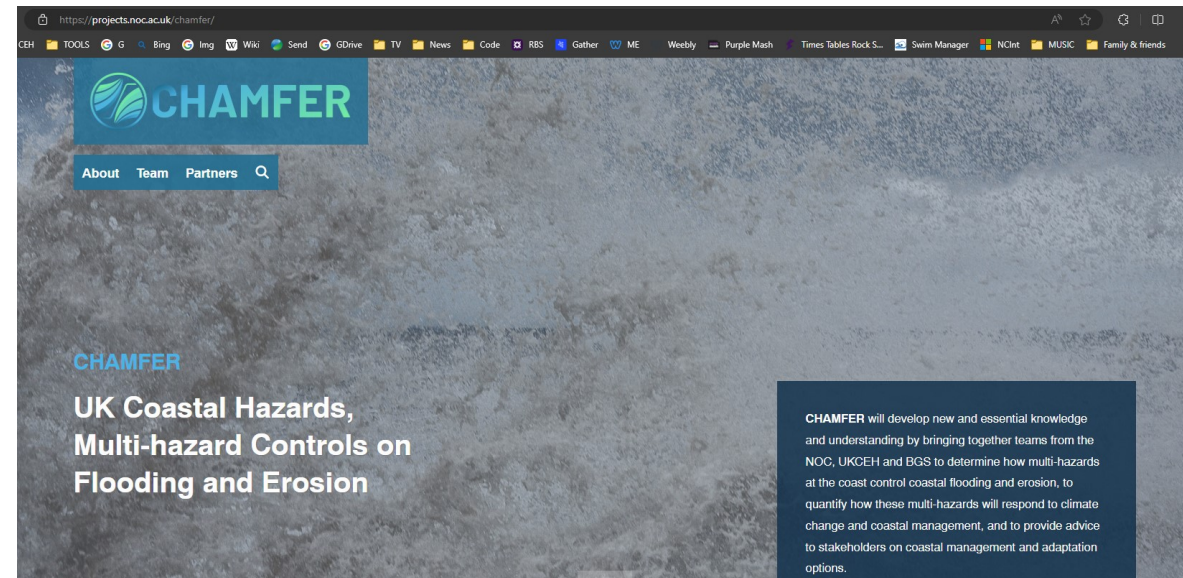 https://projects.noc.ac.uk/chamfer/
CEH TOOLS G Bing Img Wiki Send GDrive TV News Code RBS Gather ME Weebly Purple Mash Times Tables Rock S... Swim Manager NCInt MUSIC Family & friends
CHAMFER
About Team Partners
CHAMFER
UK Coastal Hazards,
Multi-hazard Controls on
Flooding and Erosion
CHAMFER will develop new and essential knowledge
and understanding by bringing together teams from the
NOC, UKCEH and BGS to determine how multi-hazards
at the coast control coastal flooding and erosion, to
quantify how these multi-hazards will respond to climate
change and coastal management, and to provide advice
to stakeholders on coastal management and adaptation
options.